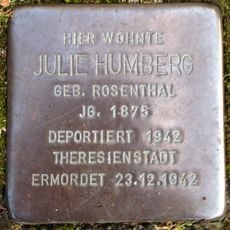 HIER WOHNTE
JULIE HUMBERG
GEB. ROSENTHAL
JG. 1875
DEPORTIERT 1942
THERESIENSTADT
ERMORDET 23.12.1942